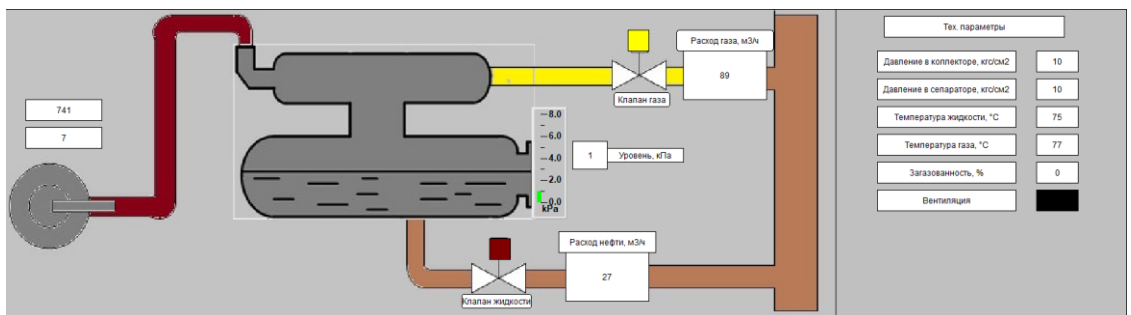 741
7
Расход газа, м3/ч
89
Клапан газа
8.0
6.0
4.0
2.0
0.0
kPa
1
Уровень, кПа
Расход нефти, м3/ч
27
Клапан жидкости
Тех. параметры
Давление в коллекторе, кгс/см2
10
Давление в сепараторе, кгс/см2
10
Температура жидкости, °C
75
Температура газа, °C
77
Загазованность, %
0
Вентиляция